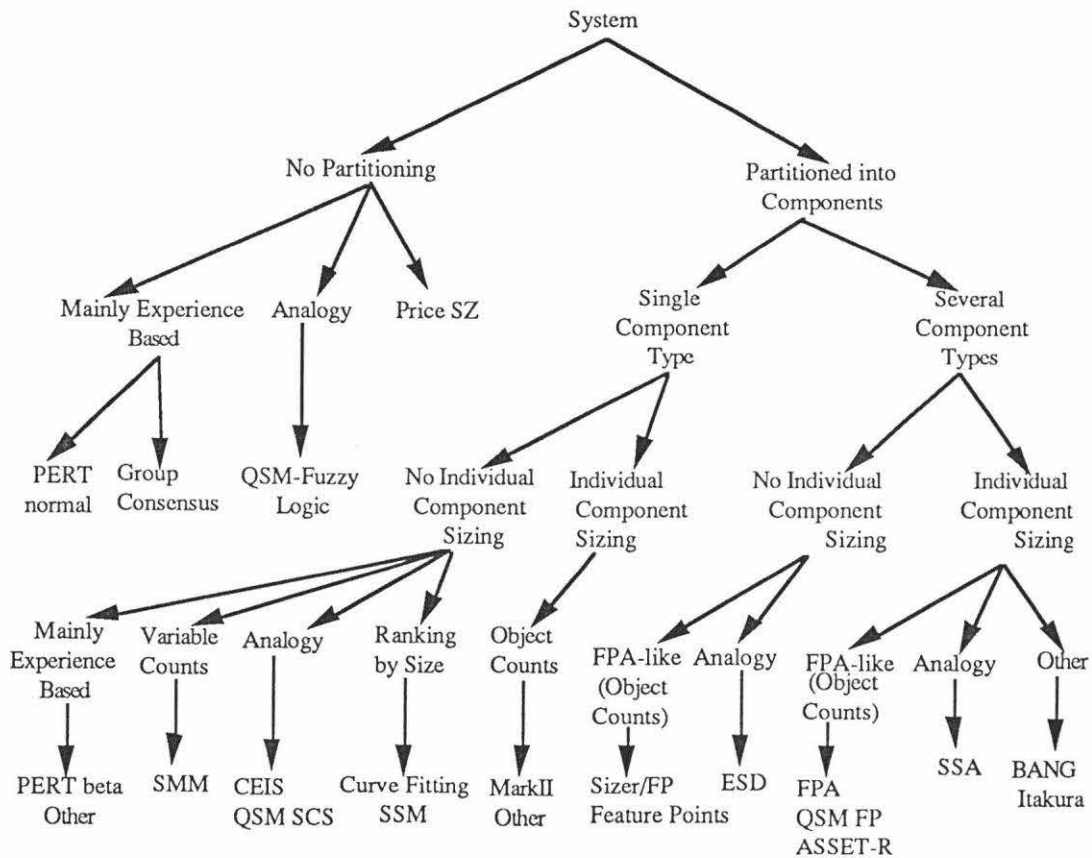 System
No Partitioning
Partitioned into
Components
Mainly Experience
Based
Analogy
Price SZ
Single
Component
Type
Several
Component
Types
PERT
normal
Group
Consensus
QSM-Fuzzy
Logic
No Individual
Component
Sizing
Individual
Component
Sizing
No Individual
Component
Sizing
Individual
Component
Sizing
Mainly
Experience
Based
Variable
Counts
Analogy
Ranking
by Size
Object
Counts
FPA-like
(Object
Counts)
Analogy
FPA-like
(Object
Counts)
Analogy
Other
PERT beta
Other
SMM
CEIS
QSM SCS
Curve Fitting
SSM
MarkII
Other
Sizer/FP
Feature Points
ESD
FPA
QSM FP
ASSET-R
SSA
BANG
Itakura